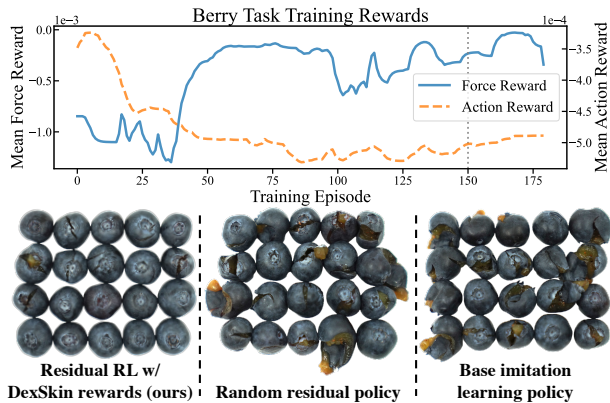 Berry Task Training Rewards
1e−3
1e−4
0.0
−0.5
−1.0
Mean Force Reward
−3.5
−4.0
−4.5
−5.0
Mean Action Reward
Force Reward
Action Reward
0 25 50 75 100 125 150 175
Training Episode
Residual RL w/
DexSkin rewards (ours)
Random residual policy
Base imitation
learning policy